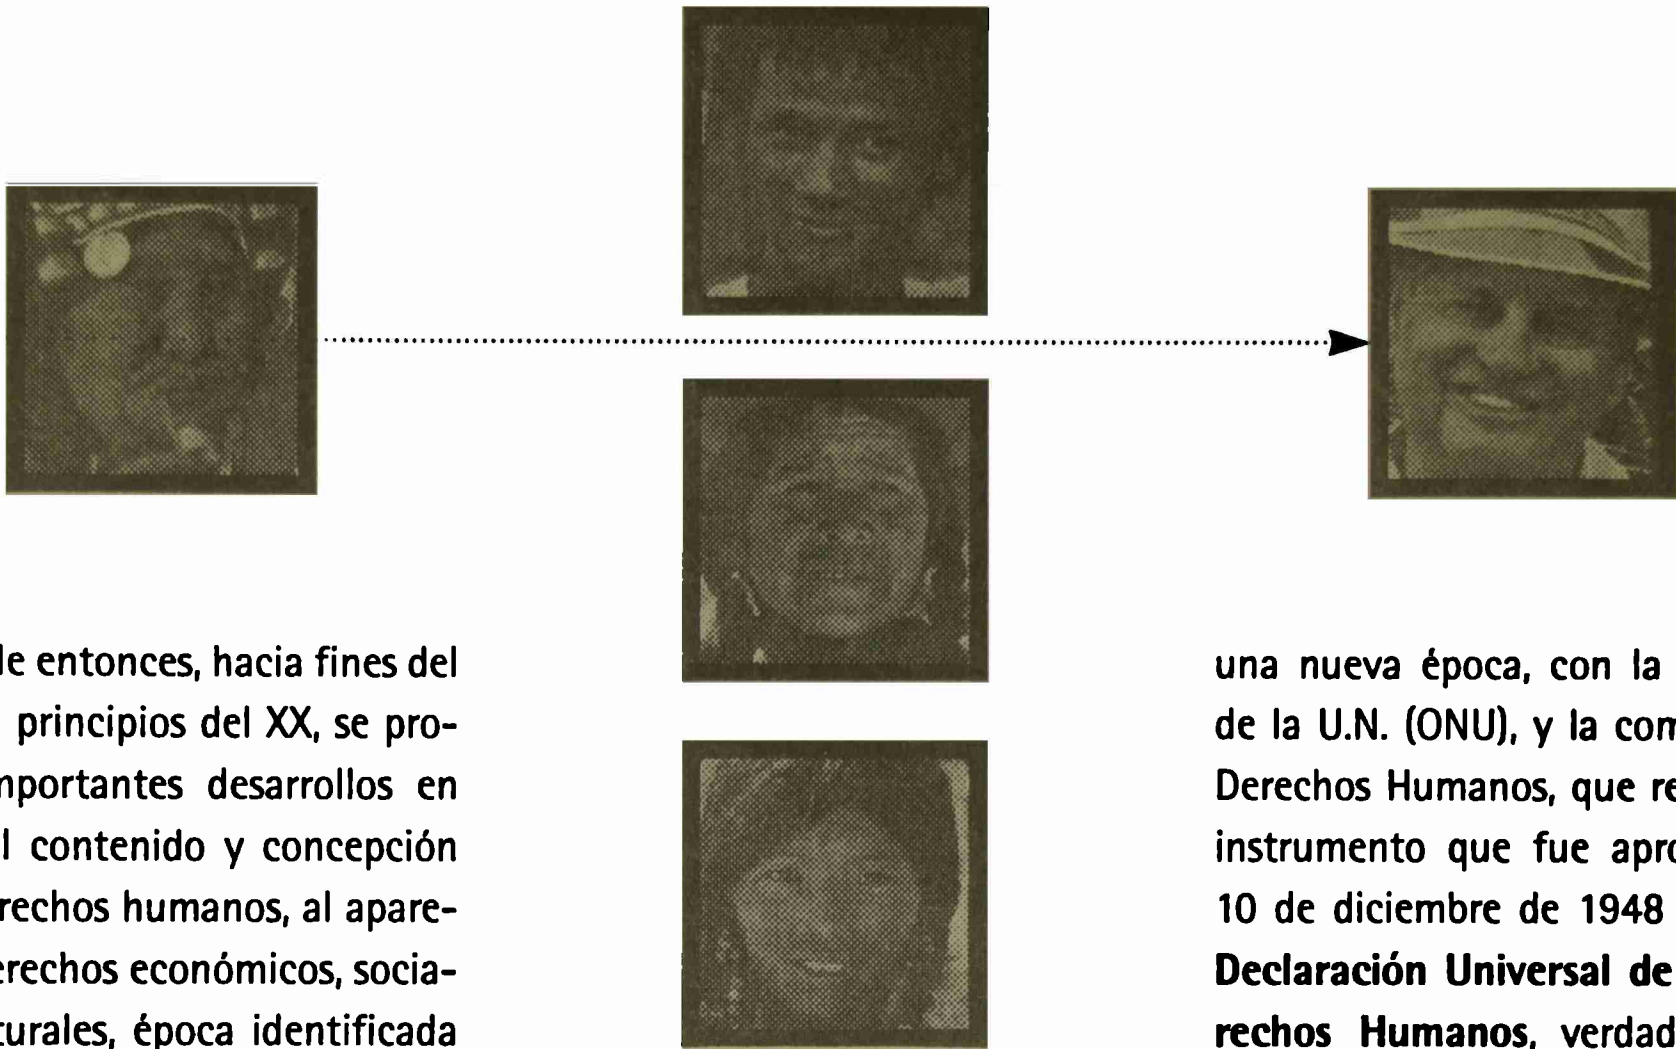 le entonces, hacia fines del
principios del XX, se pro-
mportantes desarrollos en
l contenido y concepción
rechos humanos, al apare-
erechos económicos, socia-
turales, época identificada
una nueva época, con la
de la U.N. (ONU), y la com
Derechos Humanos, que re
instrumento que fue apro
10 de diciembre de 1948
Declaración Universal de
rechos Humanos, verdad